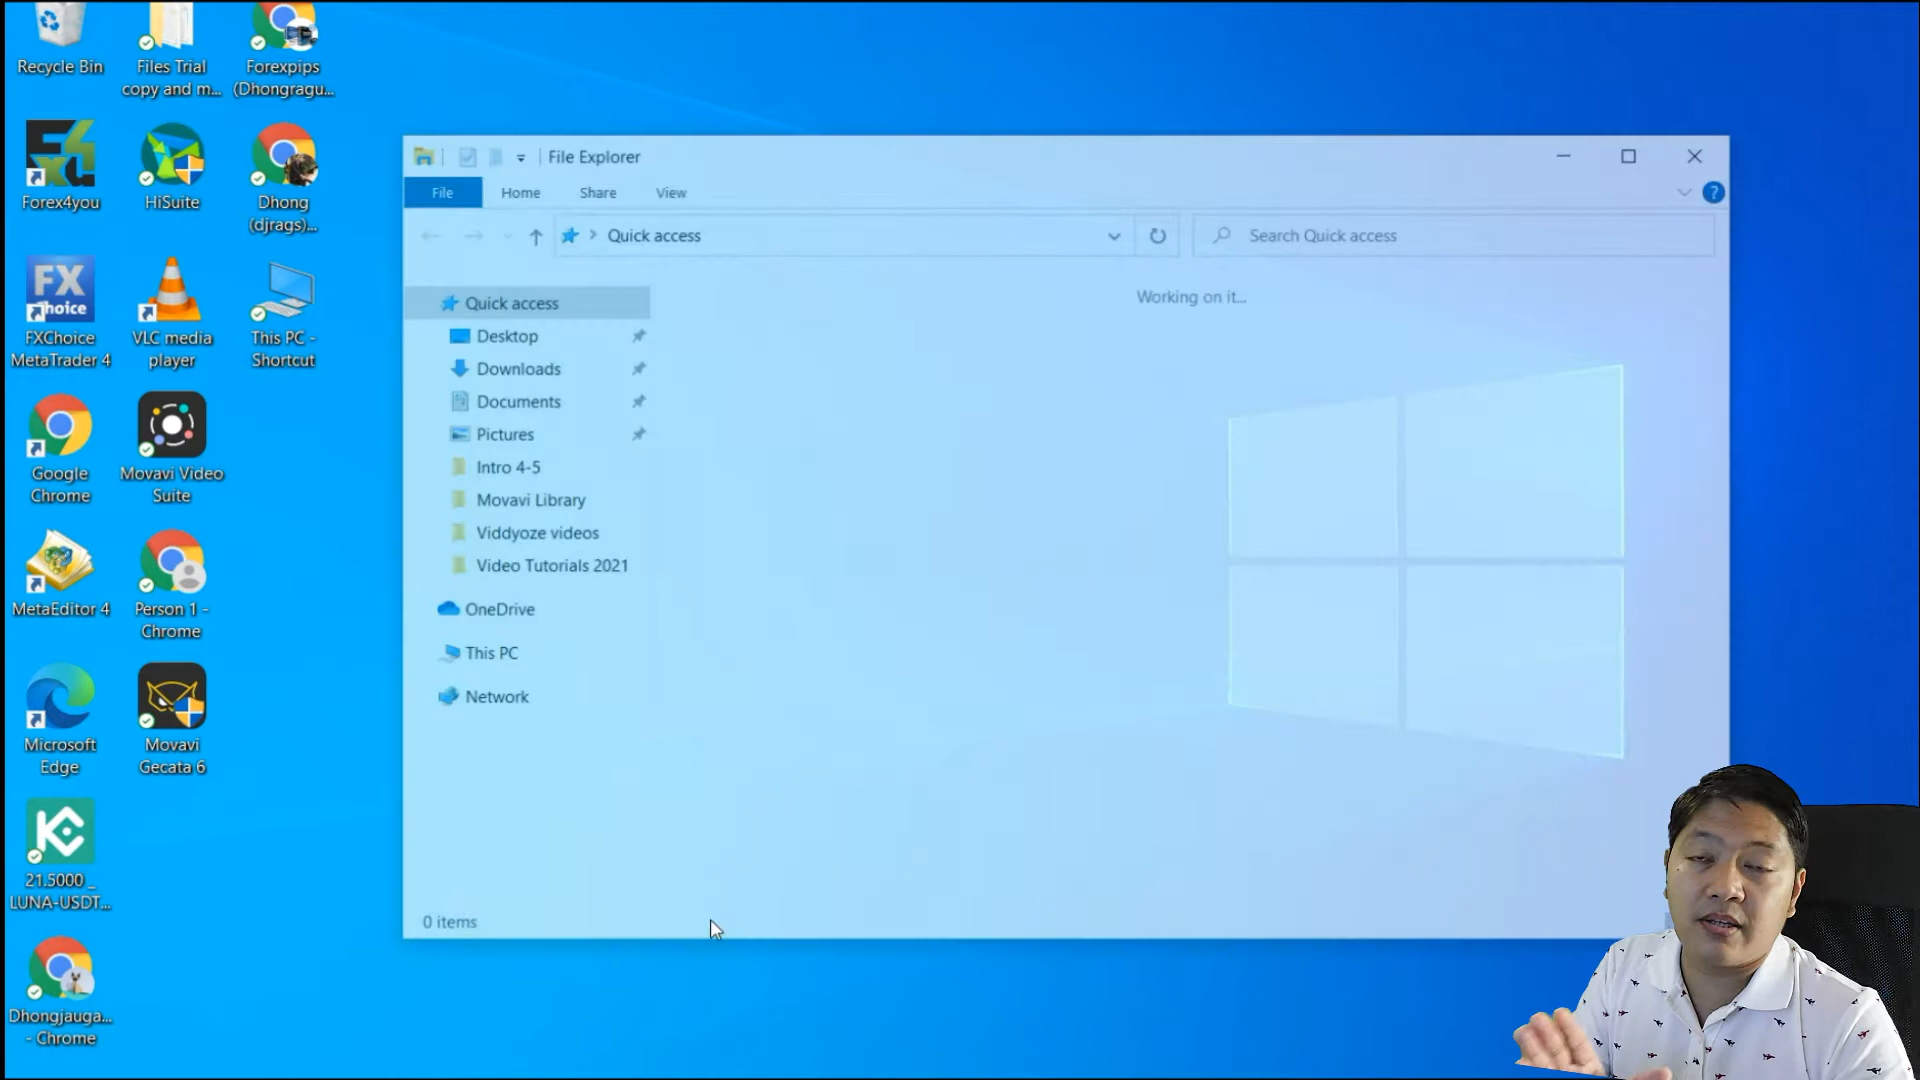 Recycle Bin
Files Trial
copy and m...
Forexpips
(Dhongragu...
Forex4you
HiSuite
Dhong
(djrags)...
FX
Choice
FXChoice
MetaTrader 4
VLC media
player
This PC -
Shortcut
Google
Chrome
Movavi Video
Suite
MetaEditor 4
Person 1 -
Chrome
Microsoft
Edge
Movavi
Gecata 6
21.5000 _
LUNA-USDT...
Dhongjauga...
- Chrome
File Explorer
File
Home
Share
View
?
Quick access
Search Quick access
Working on it...
Quick access
Desktop
Downloads
Documents
Pictures
Intro 4-5
Movavi Library
Viddyoze videos
Video Tutorials 2021
OneDrive
This PC
Network
0 items